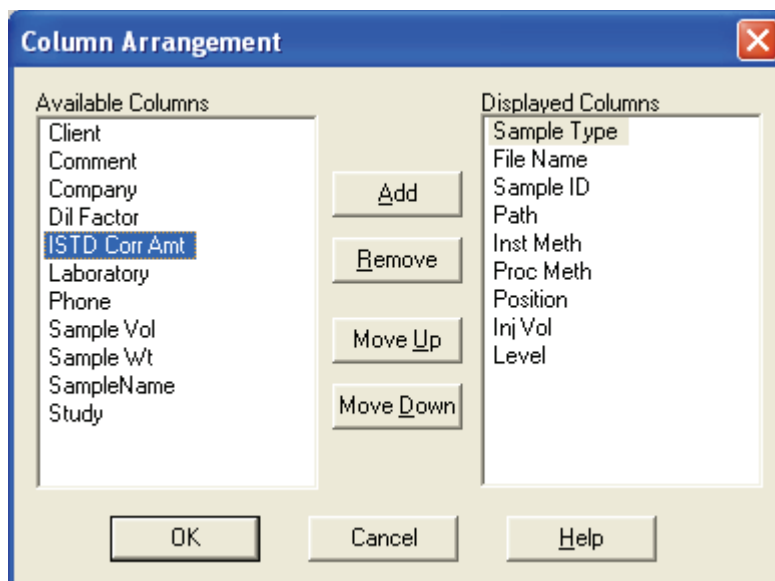 Column Arrangement
Available Columns
Client
Comment
Company
Dil Factor
ISTD Corr Amt
Laboratory
Phone
Sample Vol
Sample Wt
SampleName
Study
Add
Remove
Move Up
Move Down
Displayed Columns
Sample Type
File Name
Sample ID
Path
Inst Meth
Proc Meth
Position
Inj Vol
Level
OK
Cancel
Help